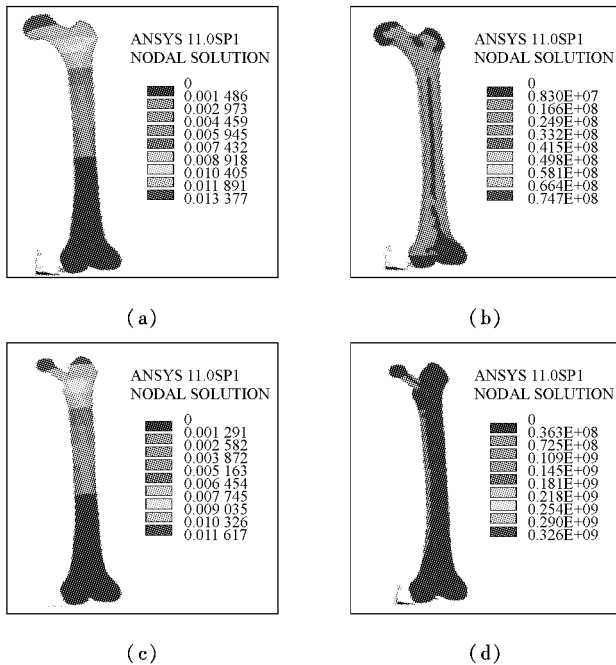 ANSYS 11.0SP1
NODAL SOLUTION
0
0.001 486
0.002 973
0.004 459
0.005 945
0.007 432
0.008 918
0.010 405
0.011 891
0.013 377
(a)
ANSYS 11.0SP1
NODAL SOLUTION
0
0.830E+07
0.166E+08
0.249E+08
0.332E+08
0.415E+08
0.498E+08
0.581E+08
0.664E+08
0.747E+08
(b)
ANSYS 11.0SP1
NODAL SOLUTION
0
0.001 291
0.002 582
0.003 872
0.005 163
0.006 454
0.007 745
0.009 035
0.010 326
0.011 617
(c)
ANSYS 11.0SP1
NODAL SOLUTION
0
0.363E+08
0.725E+08
0.109E+09
0.145E+09
0.181E+09
0.218E+09
0.254E+09
0.290E+09
0.326E+09
(d)